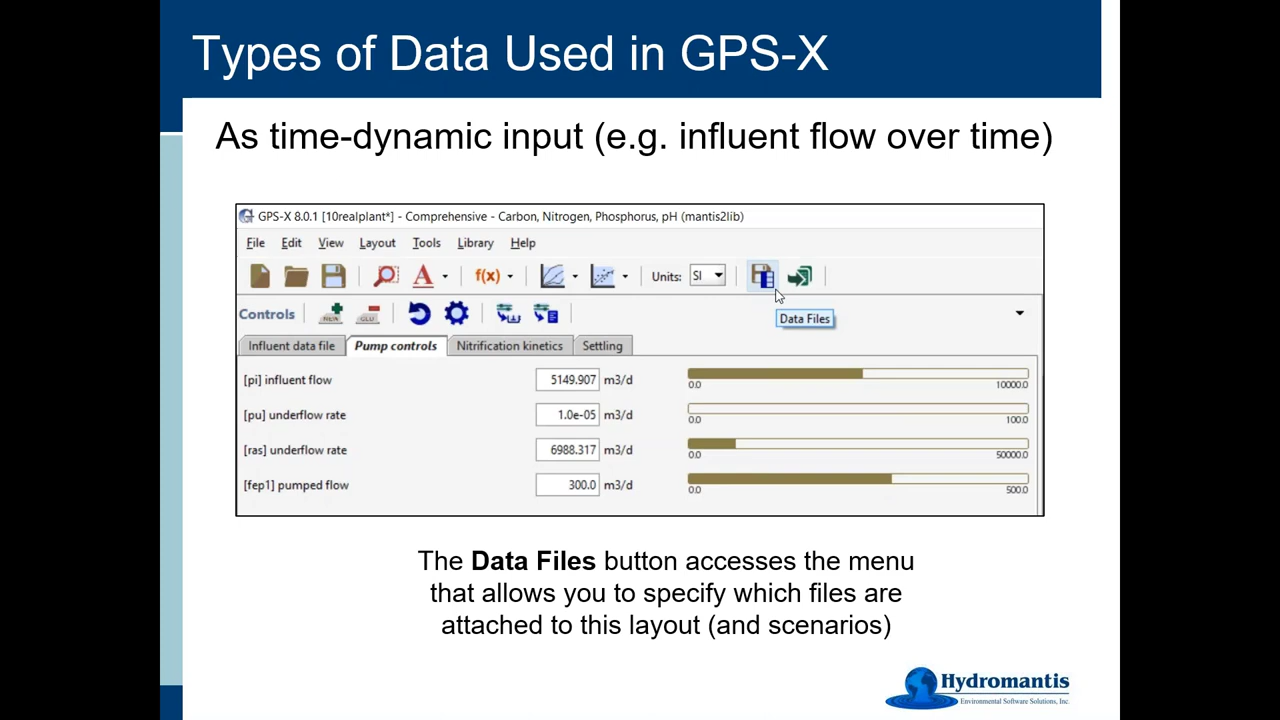 Types of Data Used in GPS-X
As time-dynamic input (e.g. influent flow over time)
GPS-X 8.0.1 [10realplant*] - Comprehensive - Carbon, Nitrogen, Phosphorus, pH (mantis2lib)
File Edit View Layout Tools Library Help
A f(x) Units: SI
Controls NEW Data Files
Influent data file Pump controls Nitrification kinetics Settling
[pi] influent flow 5149.907 m3/d
0.0 10000.0
[pu] underflow rate 1.0e-05 m3/d
0.0 100.0
[ras] underflow rate 6988.317 m3/d
0.0 50000.0
[fep1] pumped flow 300.0 m3/d
0.0 500.0
The Data Files button accesses the menu
that allows you to specify which files are
attached to this layout (and scenarios)
Hydromantis
Environmental Software Solutions, Inc.